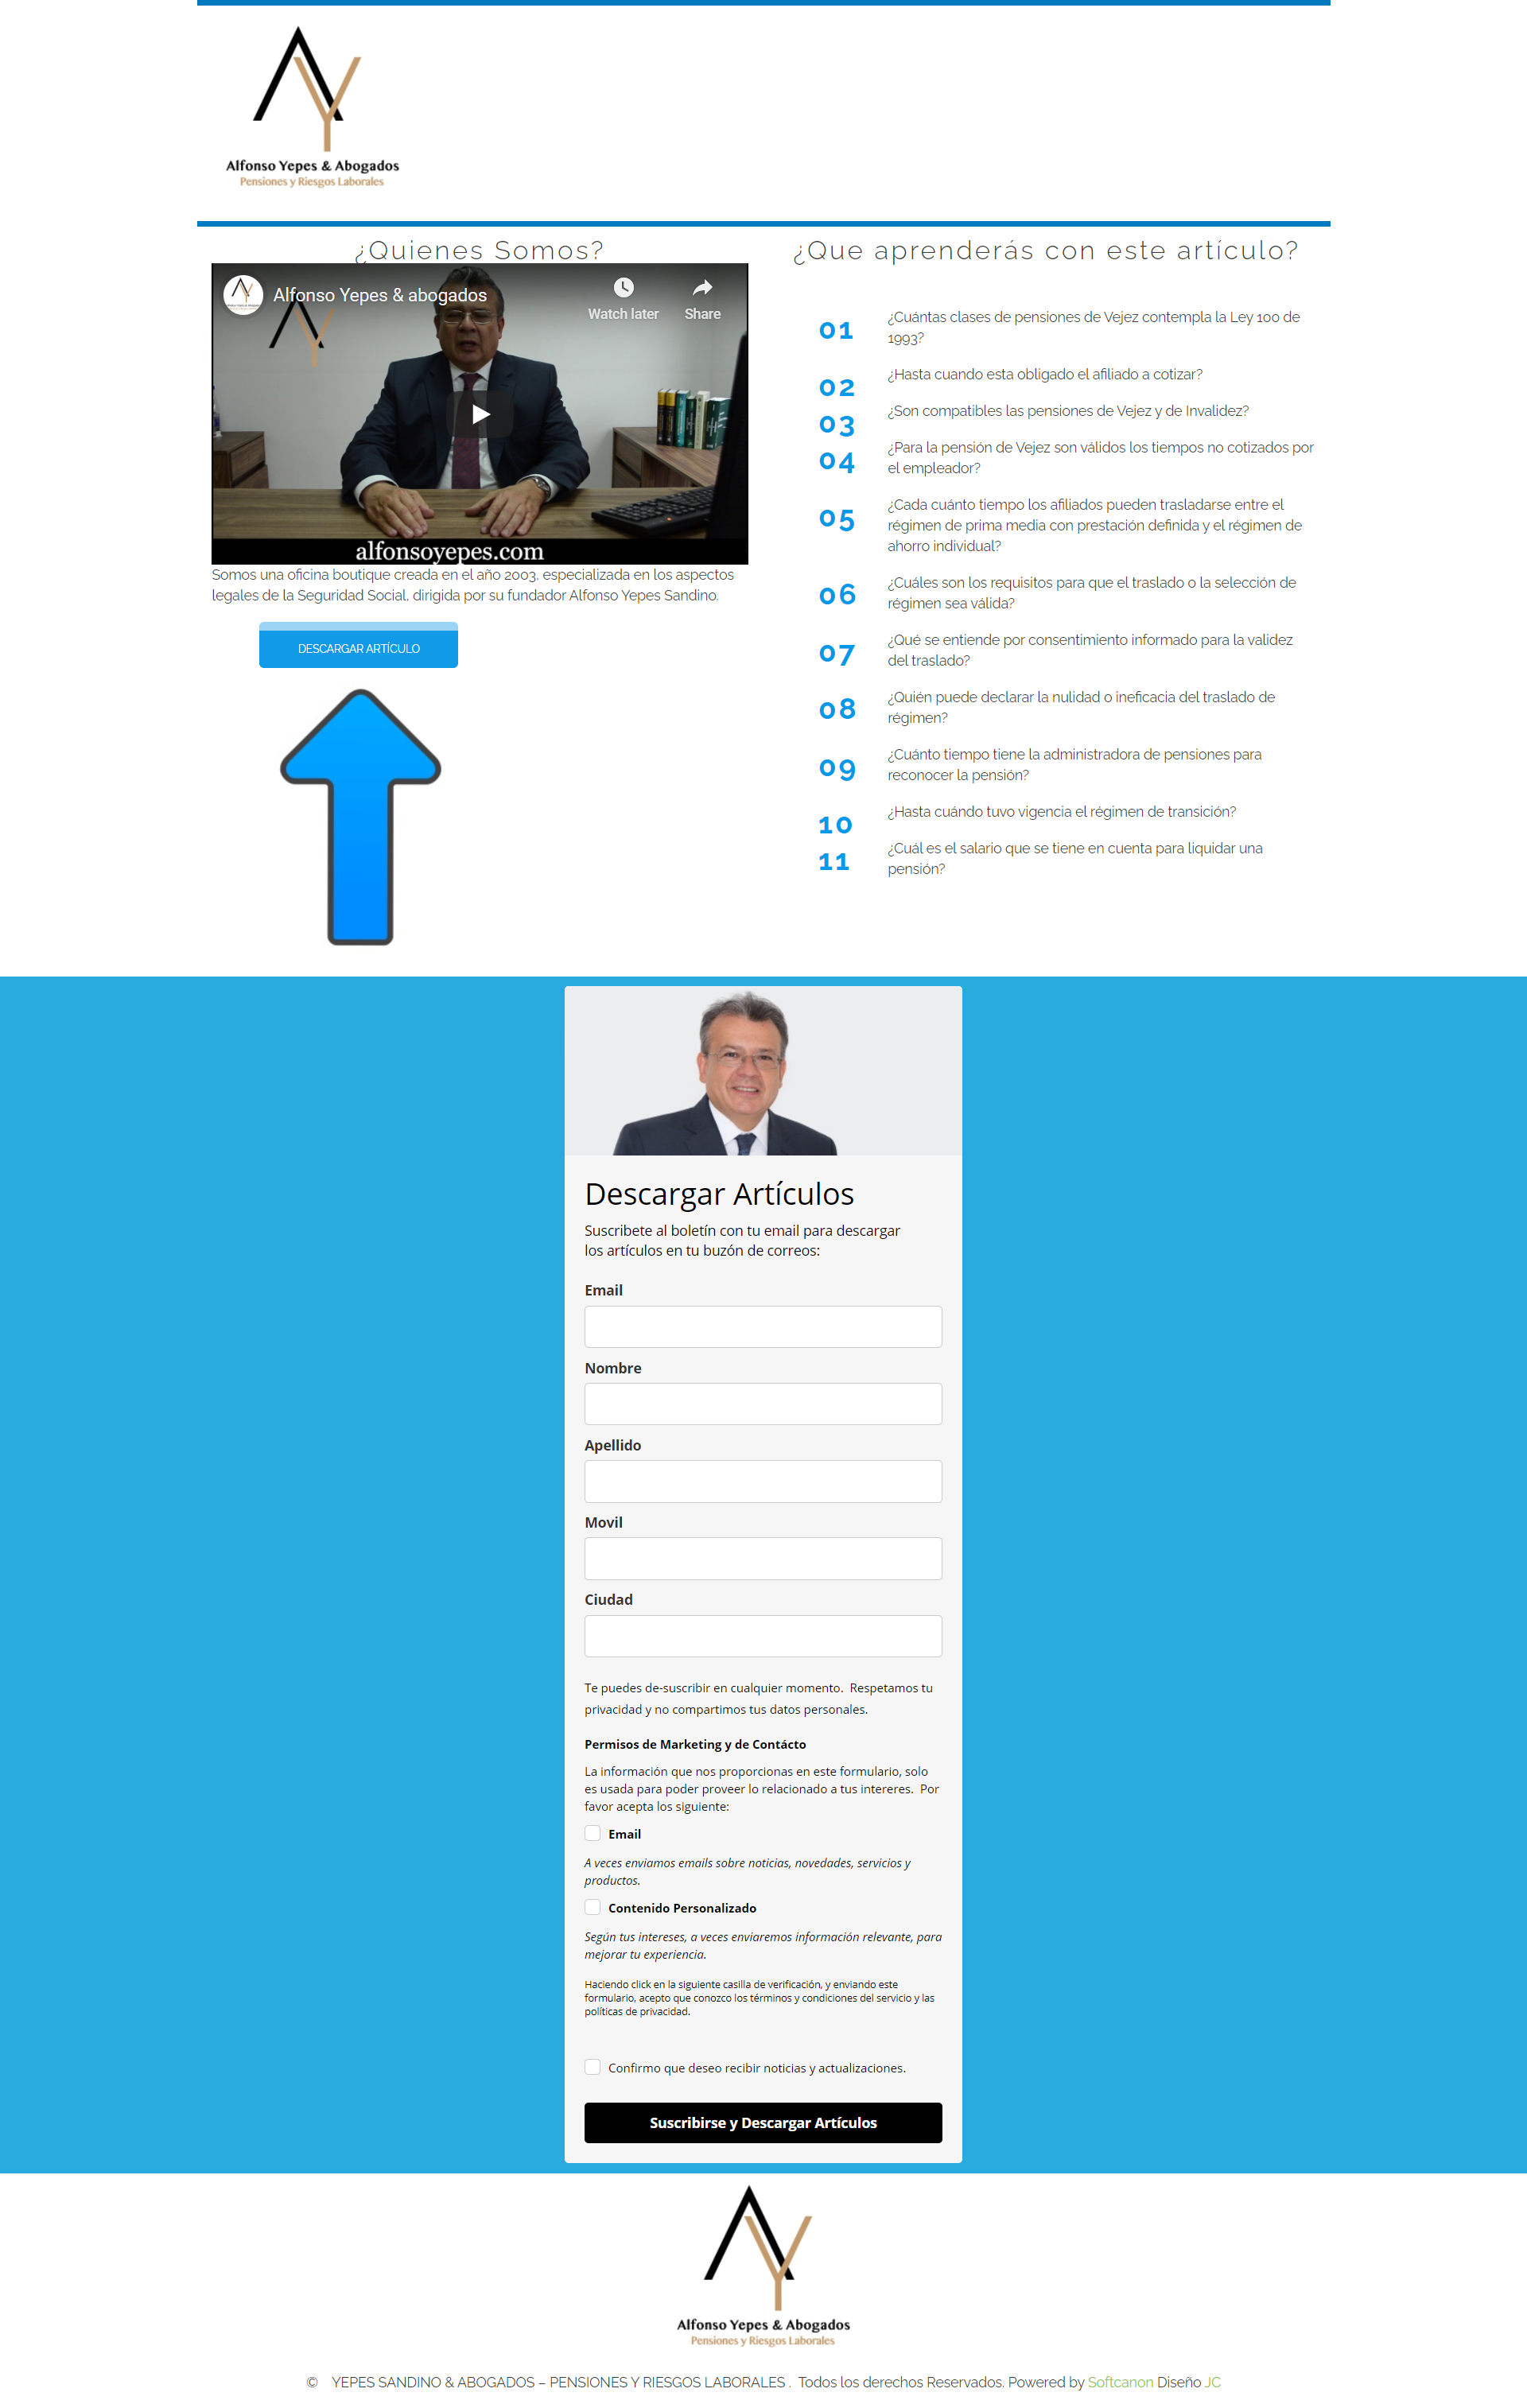 Alfonso Yepes & Abogados
Pensiones y Riesgos Laborales
¿Quienes Somos?
Alfonso Yepes & abogados
Watch later
Share
alfonsoyepes.com
Somos una oficina boutique creada en el año 2003, especializada en los aspectos
legales de la Seguridad Social, dirigida por su fundador Alfonso Yepes Sandino.
DESCARGAR ARTÍCULO
¿Que aprenderás con este artículo?
01 ¿Cuántas clases de pensiones de Vejez contempla la Ley 100 de
1993?
02 ¿Hasta cuando esta obligado el afiliado a cotizar?
03 ¿Son compatibles las pensiones de Vejez y de Invalidez?
04 ¿Para la pensión de Vejez son válidos los tiempos no cotizados por
el empleador?
05 ¿Cada cuánto tiempo los afiliados pueden trasladarse entre el
régimen de prima media con prestación definida y el régimen de
ahorro individual?
06 ¿Cuáles son los requisitos para que el traslado o la selección de
régimen sea válida?
07 ¿Qué se entiende por consentimiento informado para la validez
del traslado?
08 ¿Quién puede declarar la nulidad o ineficacia del traslado de
régimen?
09 ¿Cuánto tiempo tiene la administradora de pensiones para
reconocer la pensión?
10 ¿Hasta cuándo tuvo vigencia el régimen de transición?
11 ¿Cuál es el salario que se tiene en cuenta para liquidar una
pensión?
Descargar Artículos
Suscribete al boletín con tu email para descargar
los artículos en tu buzón de correos:
Email
Nombre
Apellido
Movil
Ciudad
Te puedes de-suscribir en cualquier momento.  Respetamos tu
privacidad y no compartimos tus datos personales.
Permisos de Marketing y de Contácto
La información que nos proporcionas en este formulario, solo
es usada para poder proveer lo relacionado a tus intereres.  Por
favor acepta los siguiente:
Email
A veces enviamos emails sobre noticias, novedades, servicios y
productos.
Contenido Personalizado
Según tus intereses, a veces enviaremos información relevante, para
mejorar tu experiencia.
Haciendo click en la siguiente casilla de verificación, y enviando este
formulario, acepto que conozco los términos y condiciones del servicio y las
políticas de privacidad.
Confirmo que deseo recibir noticias y actualizaciones.
Suscribirse y Descargar Artículos
Alfonso Yepes & Abogados
Pensiones y Riesgos Laborales
©   YEPES SANDINO & ABOGADOS – PENSIONES Y RIESGOS LABORALES .  Todos los derechos Reservados. Powered by Softcanon Diseño JC